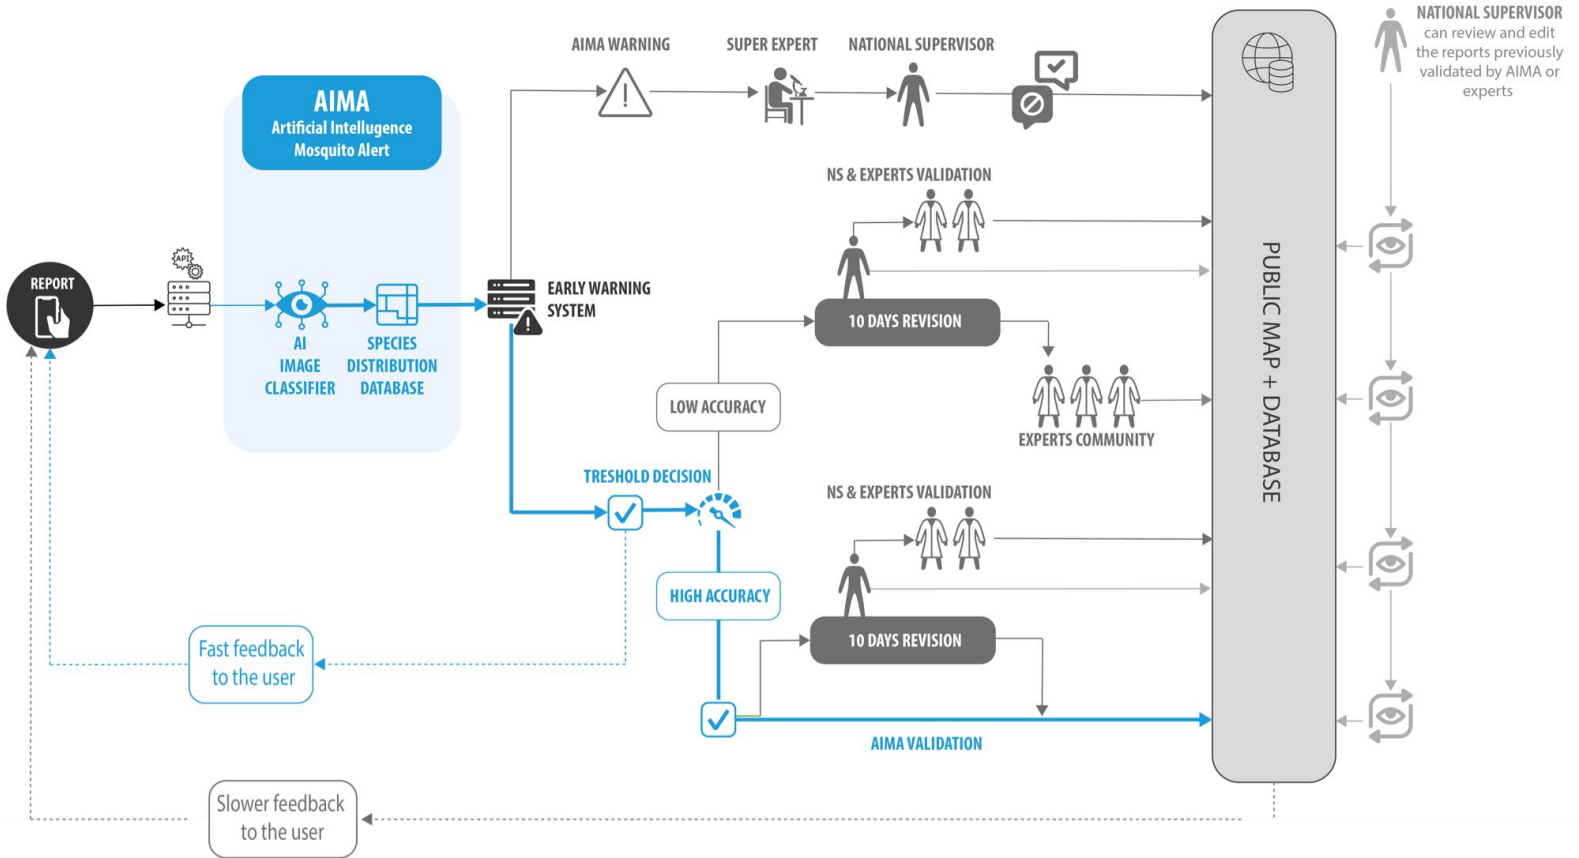 NATIONAL SUPERVISOR
can review and edit
the reports previously
validated by AIMA or
experts
AIMA WARNING
SUPER EXPERT
NATIONAL SUPERVISOR
AIMA
Artificial Intellugence
Mosquito Alert
NS & EXPERTS VALIDATION
API
REPORT
EARLY WARNING
SYSTEM
10 DAYS REVISION
AI
IMAGE
CLASSIFIER
SPECIES
DISTRIBUTION
DATABASE
LOW ACCURACY
EXPERTS COMMUNITY
PUBLIC MAP + DATABASE
TRESHOLD DECISION
NS & EXPERTS VALIDATION
HIGH ACCURACY
10 DAYS REVISION
Fast feedback
to the user
AIMA VALIDATION
Slower feedback
to the user